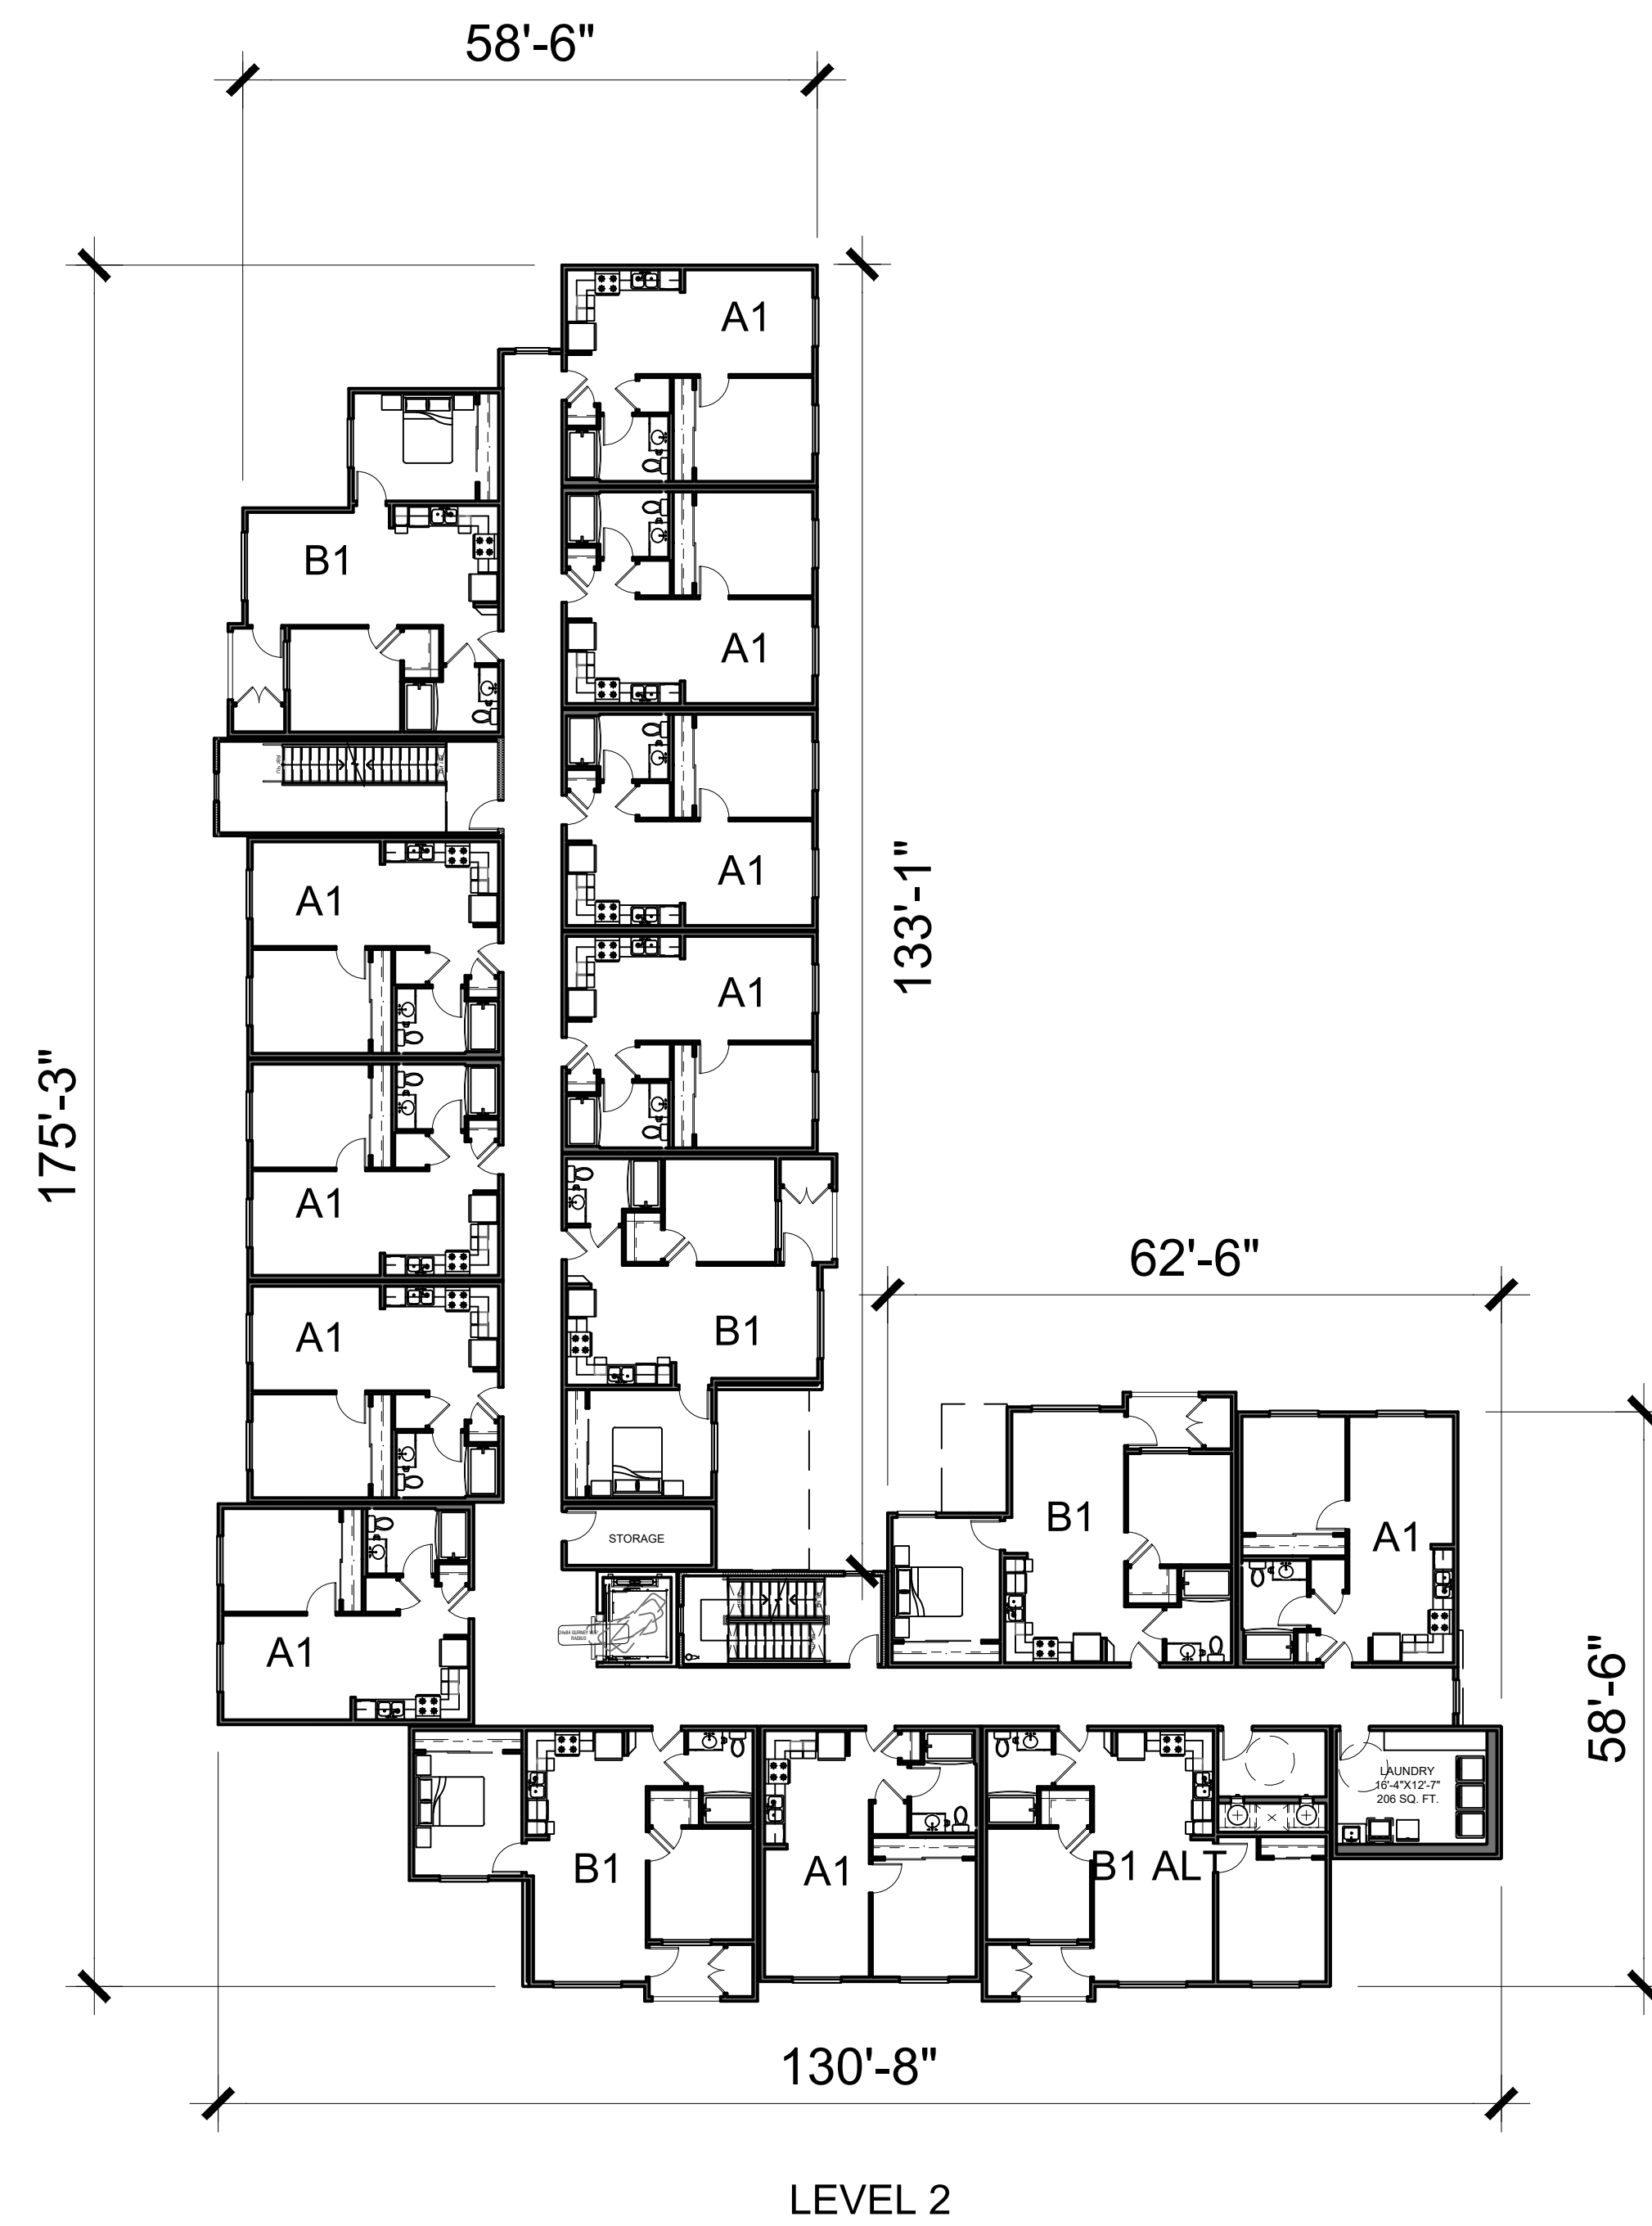 58'-6"
A1
B1
A1
A1
A1
133'-1"
A1
175'-3"
A1
62'-6"
A1
B1
B1
A1
STORAGE
A1
58'-6"
LAUNDRY
16'-4"X12'-7"
206 SQ. FT.
B1
A1
B1 ALT
130'-8"
LEVEL 2